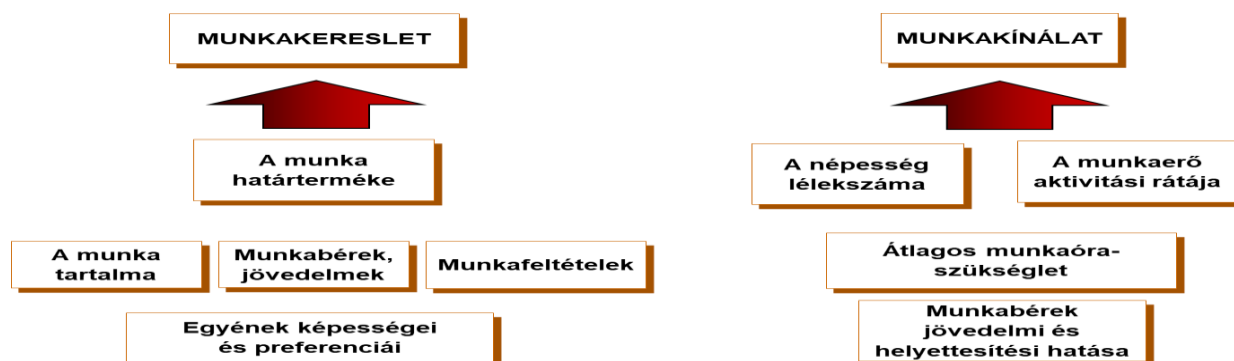 MUNKAKERESLET
A munka
határterméke
A munka
tartalma
Munkabérek,
jövedelmek
Munkafeltételek
Egyének képességei
és preferenciái
MUNKAKÍNÁLAT
A népesség
lélekszáma
A munkaerő
aktivitási rátája
Átlagos munkaóra-
szükséglet
Munkabérek
jövedelmi és
helyettesítési hatása